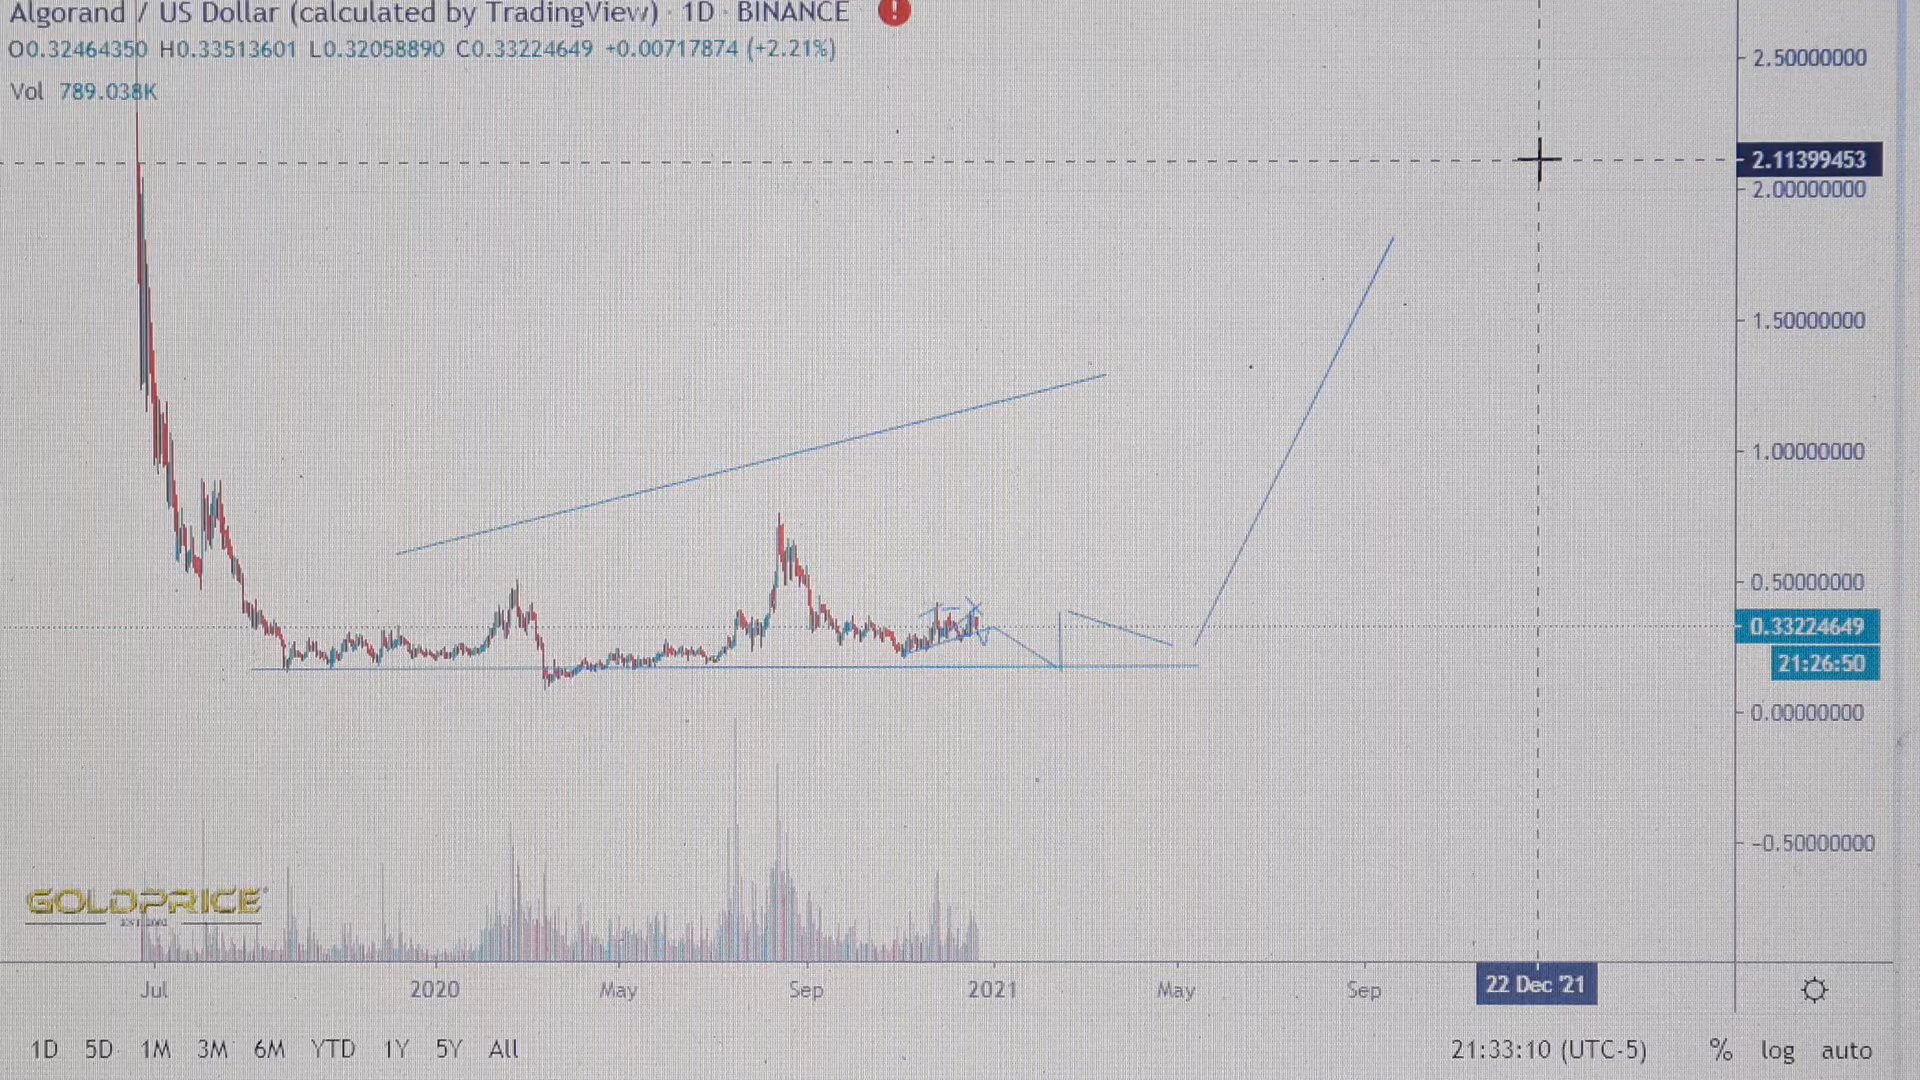 Algorand / US Dollar (calculated by TradingView) · 1D · BINANCE !
O0.32464350 H0.33513601 L0.32058890 C0.33224649 +0.00717874 (+2.21%)
Vol 789.038K
2.50000000
2.11399453
2.00000000
1.50000000
1.00000000
0.50000000
0.33224649
21:26:50
0.00000000
-0.50000000
GOLDPRICE
EST 2002
Jul 2020 May Sep 2021 May Sep 22 Dec '21
1D 5D 1M 3M 6M YTD 1Y 5Y All 21:33:10 (UTC-5) % log auto